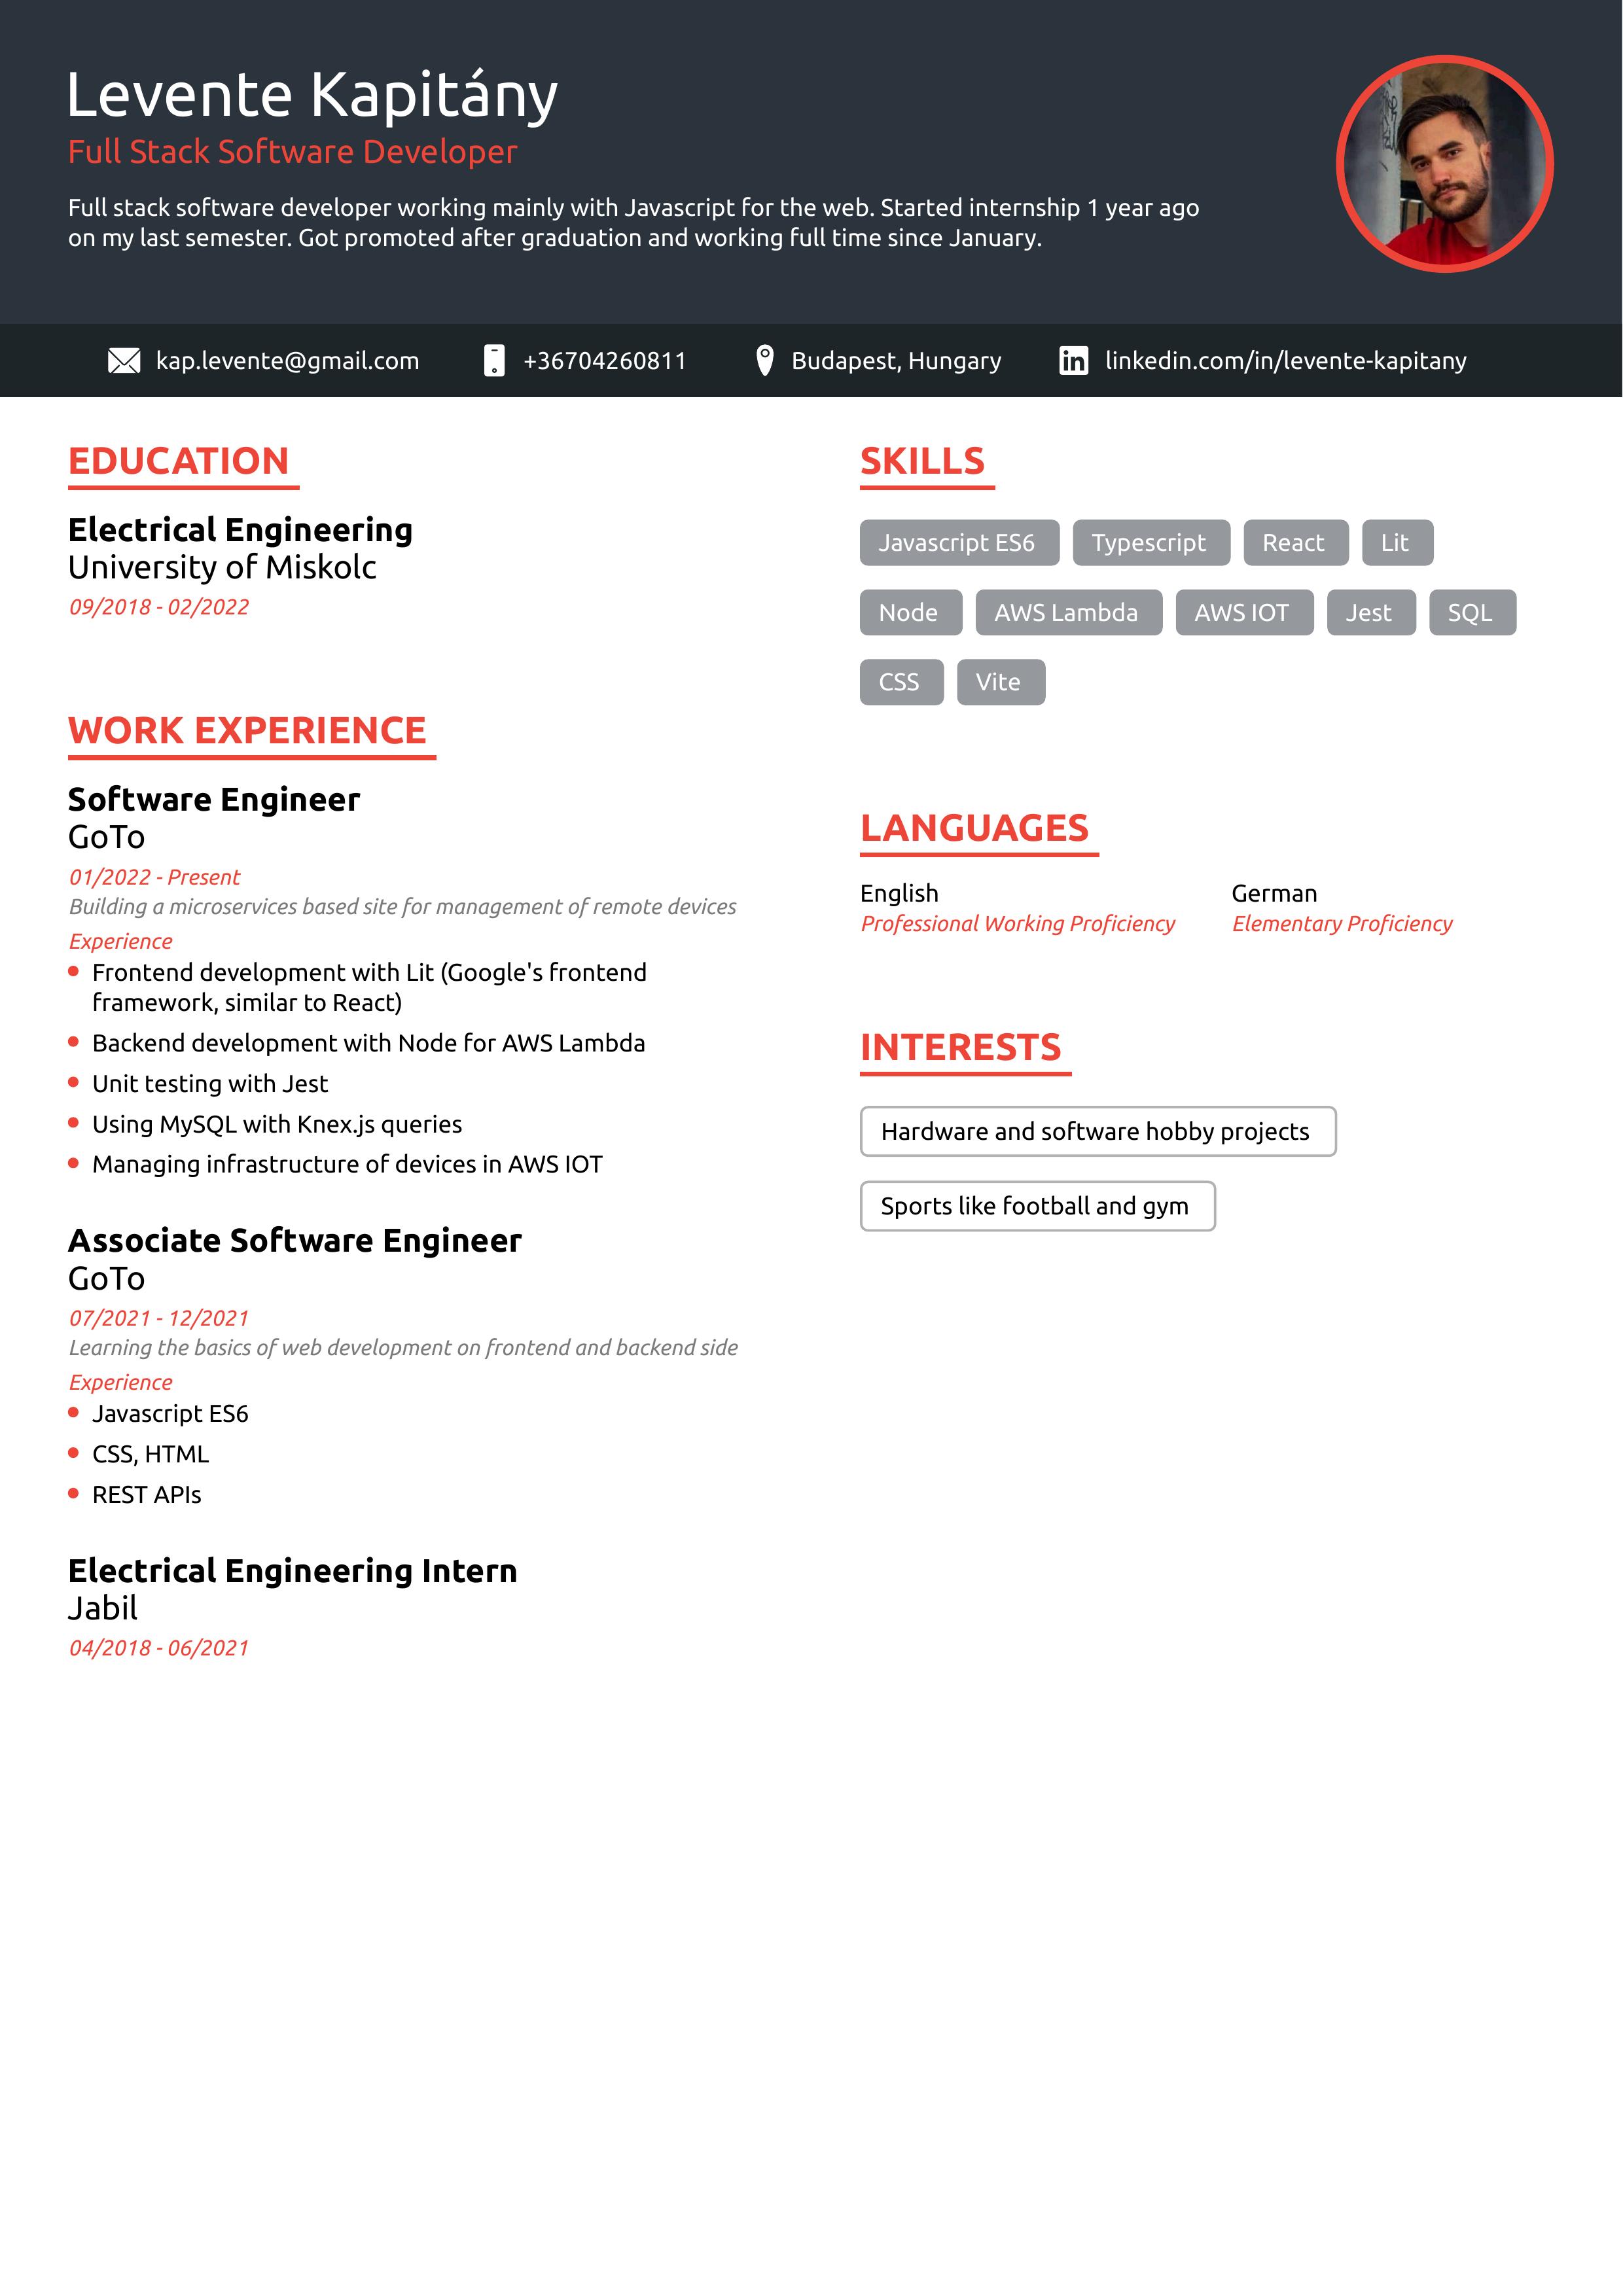 Levente Kapitány
Full Stack Software Developer
Full stack software developer working mainly with Javascript for the web. Started internship 1 year ago
on my last semester. Got promoted after graduation and working full time since January.
kap.levente@gmail.com
+36704260811
Budapest, Hungary
linkedin.com/in/levente-kapitany
EDUCATION
Electrical Engineering
University of Miskolc
09/2018 - 02/2022
WORK EXPERIENCE
Software Engineer
GoTo
01/2022 - Present
Building a microservices based site for management of remote devices
Experience
Frontend development with Lit (Google's frontend
framework, similar to React)
Backend development with Node for AWS Lambda
Unit testing with Jest
Using MySQL with Knex.js queries
Managing infrastructure of devices in AWS IOT
Associate Software Engineer
GoTo
07/2021 - 12/2021
Learning the basics of web development on frontend and backend side
Experience
Javascript ES6
CSS, HTML
REST APIs
Electrical Engineering Intern
Jabil
04/2018 - 06/2021
SKILLS
Javascript ES6 Typescript React Lit
Node AWS Lambda AWS IOT Jest SQL
CSS Vite
LANGUAGES
English German
Professional Working Proficiency Elementary Proficiency
INTERESTS
Hardware and software hobby projects
Sports like football and gym